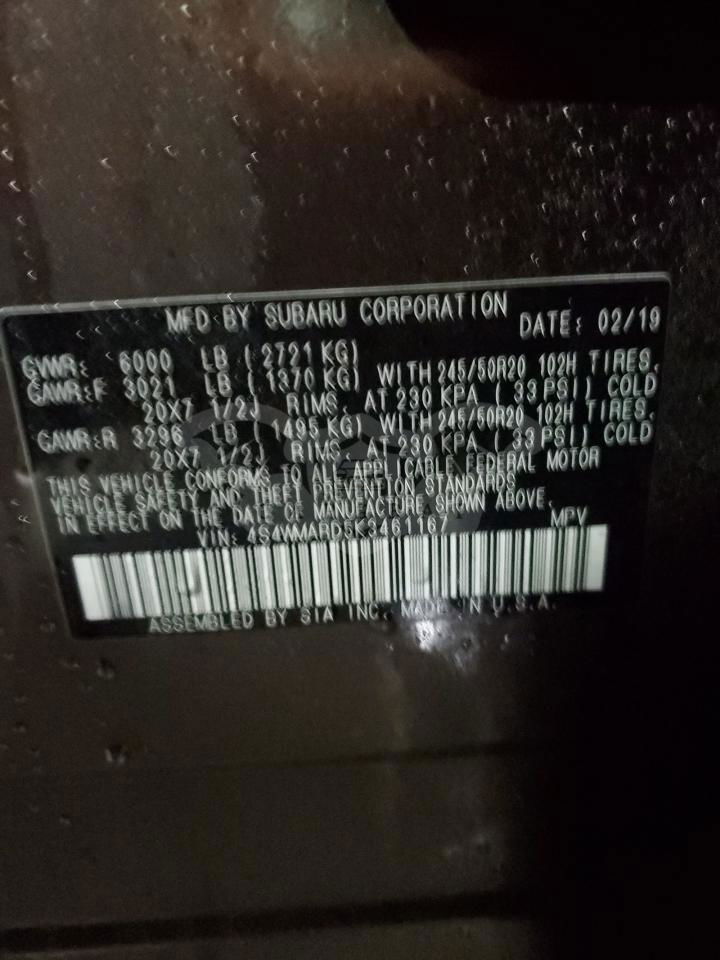 MFD BY SUBARU CORPORATION DATE: 02/19
GVWR: 6000 LB ( 2721 KG)
GAWR:F 3021 LB ( 1370 KG) WITH 245/50R20 102H TIRES,
20X7 1/2J RIMS, AT 230 KPA ( 33 PSI) COLD
GAWR:R 3296 LB ( 1495 KG) WITH 245/50R20 102H TIRES,
20X7 1/2J RIMS, AT 230 KPA ( 33 PSI) COLD
THIS VEHICLE CONFORMS TO ALL APPLICABLE FEDERAL MOTOR
VEHICLE SAFETY AND THEFT PREVENTION STANDARDS
IN EFFECT ON THE DATE OF MANUFACTURE SHOWN ABOVE.
VIN: 4S4WMARD5K3461167 MPV
ASSEMBLED BY SIA INC. MADE IN U.S.A.